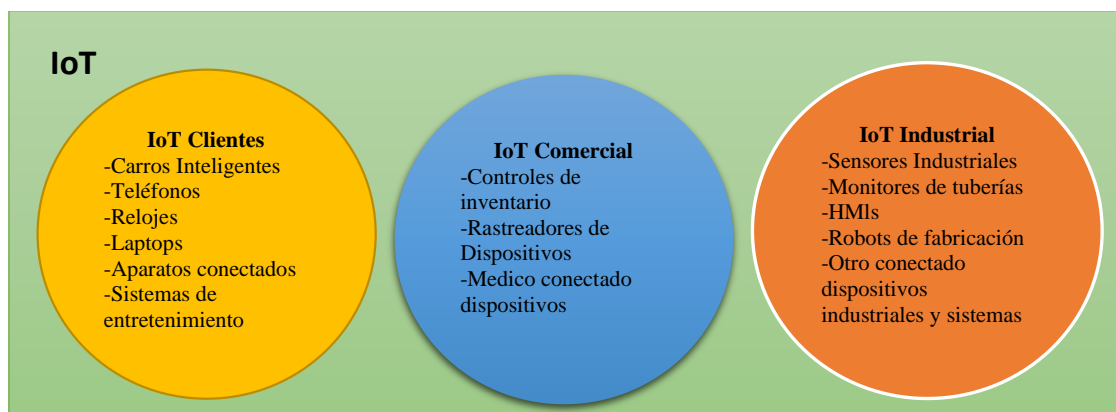 IoT
IoT Clientes
-Carros Inteligentes
-Teléfonos
-Relojes
-Laptops
-Aparatos conectados
-Sistemas de
entretenimiento
IoT Comercial
-Controles de
inventario
-Rastreadores de
Dispositivos
-Medico conectado
dispositivos
IoT Industrial
-Sensores Industriales
-Monitores de tuberías
-HMls
-Robots de fabricación
-Otro conectado
dispositivos
industriales y sistemas